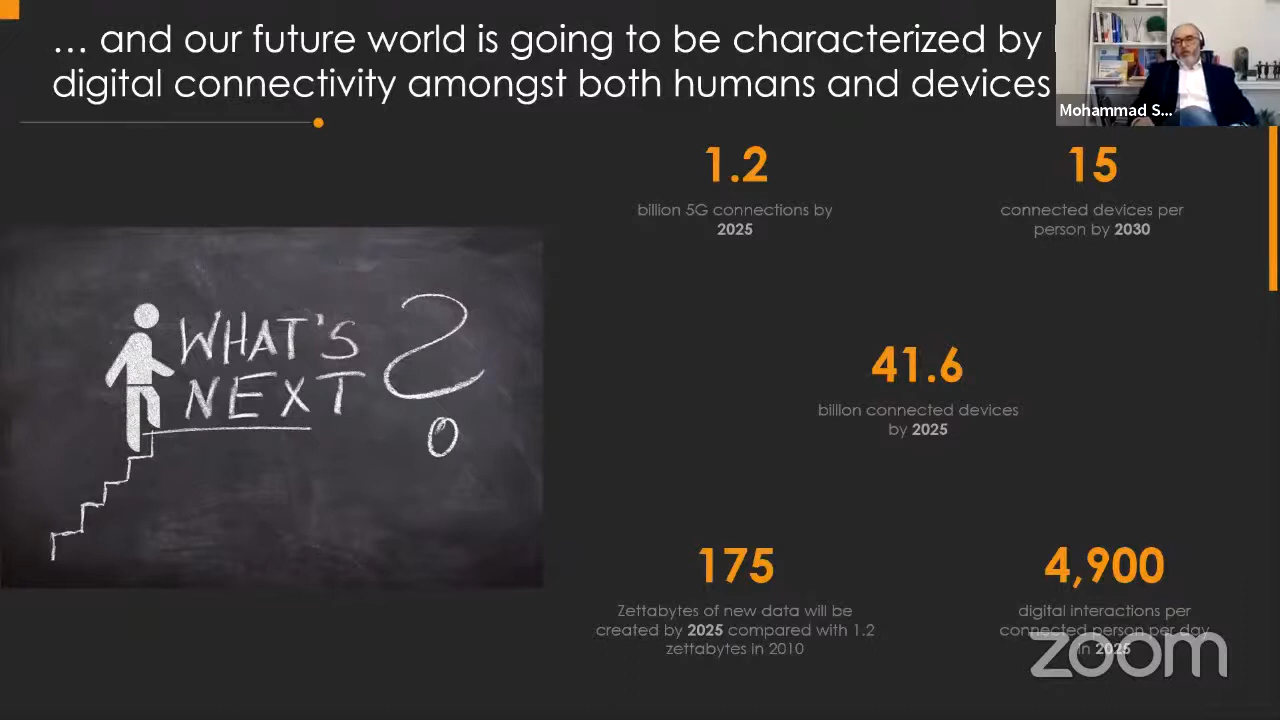 ... and our future world is going to be characterized by
digital connectivity amongst both humans and devices
Mohammad S...
1.2
billion 5G connections by
2025
15
connected devices per
person by 2030
WHAT'S
NEXT ?
41.6
billion connected devices
by 2025
175
Zettabytes of new data will be
created by 2025 compared with 1.2
zettabytes in 2010
4,900
digital interactions per
connected person per day
in 2025
zoom